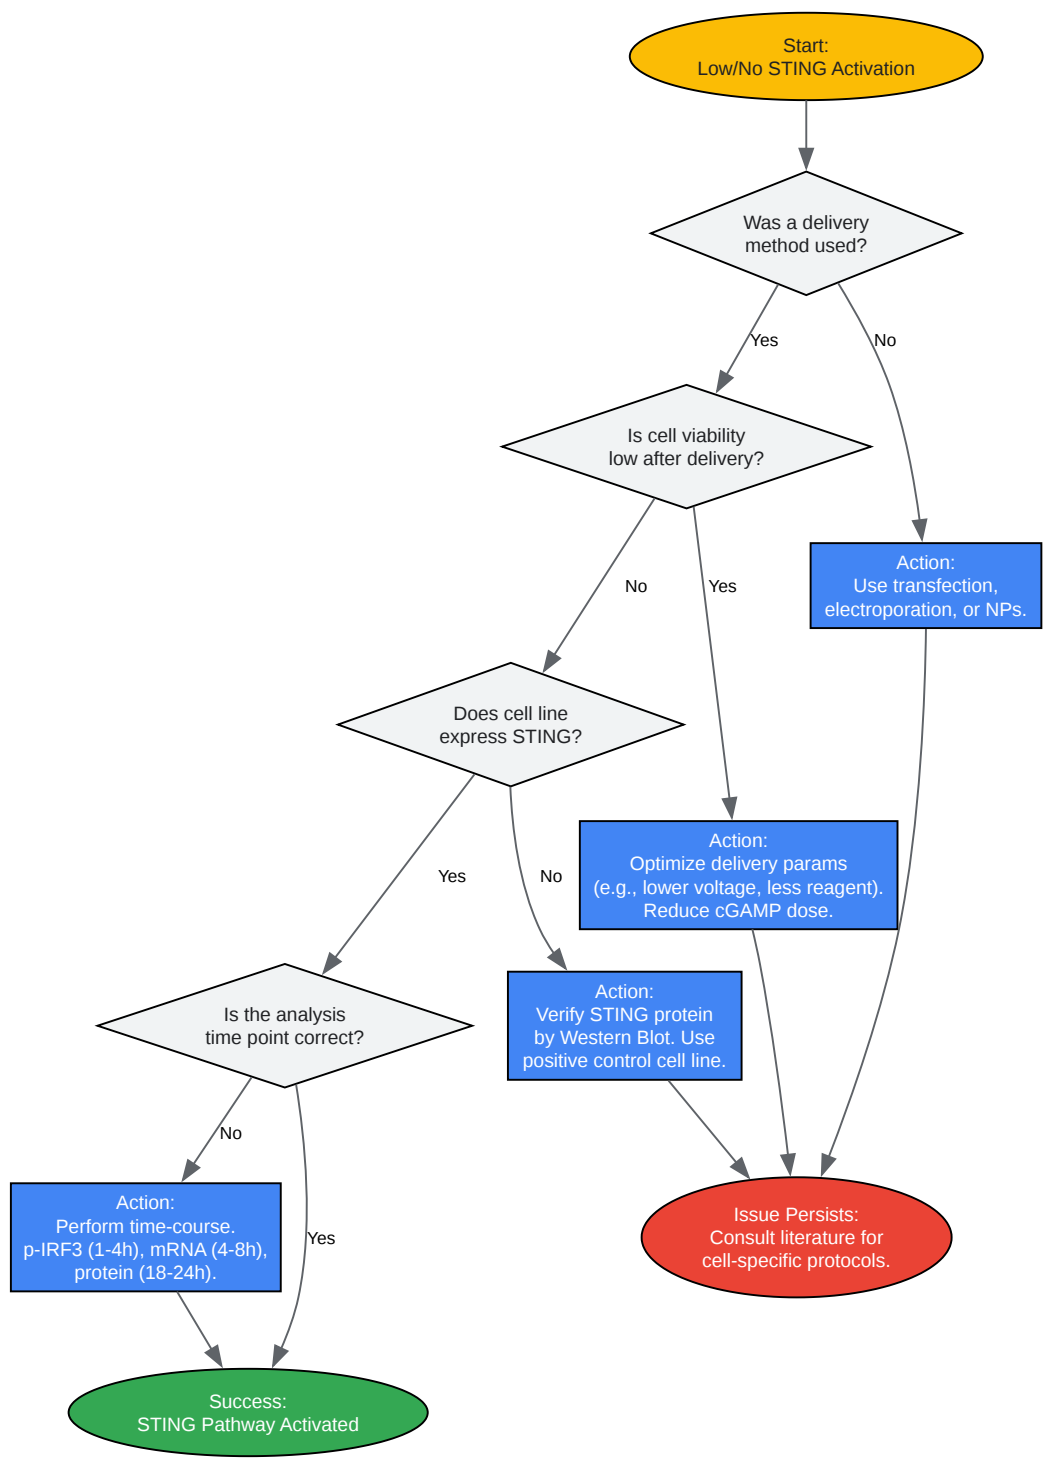 Start:
Low/No STING Activation
Was a delivery
method used?
Yes
No
Is cell viability
low after delivery?
No
Yes
Action:
Use transfection,
electroporation, or NPs.
Does cell line
express STING?
Yes
No
Action:
Optimize delivery params
(e.g., lower voltage, less reagent).
Reduce cGAMP dose.
Is the analysis
time point correct?
Action:
Verify STING protein
by Western Blot. Use
positive control cell line.
No
Yes
Action:
Perform time-course.
p-IRF3 (1-4h), mRNA (4-8h),
protein (18-24h).
Issue Persists:
Consult literature for
cell-specific protocols.
Success:
STING Pathway Activated